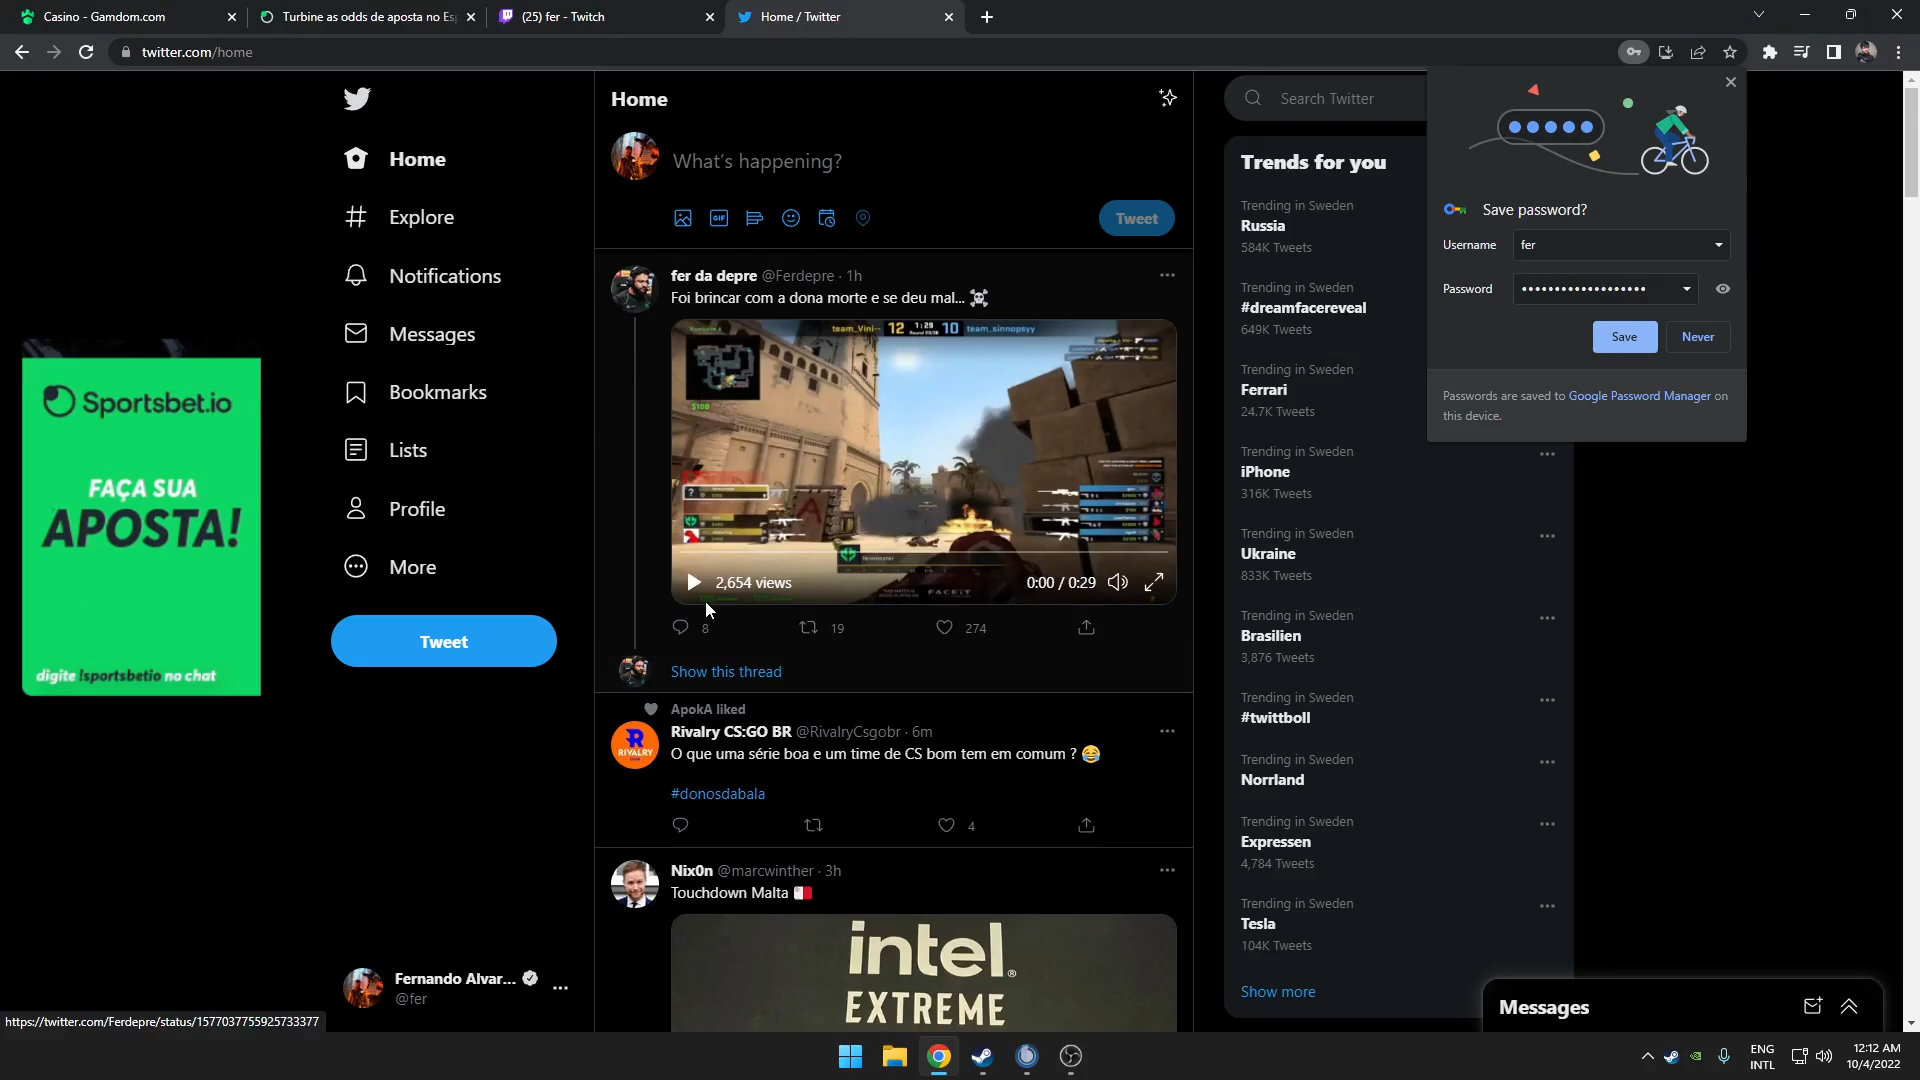 Casino - Gamdom.com
Turbine as odds de aposta no Es
(25) fer - Twitch
Home / Twitter
twitter.com/home
Home
Explore
Notifications
Messages
Bookmarks
Lists
Profile
More
Tweet
Fernando Alvar...
@fer
https://twitter.com/Ferdepre/status/1577037755925733377
Sportsbet.io
FAÇA SUA
APOSTA!
digite !sportsbetio no chat
Home
What's happening?
GIF
Tweet
fer da depre @Ferdepre · 1h
Foi brincar com a dona morte e se deu mal... ☠️
team_Vini-- 12 1:29 10 team_sinnopsyy
$100
A
FACEIT
2,654 views
0:00 / 0:29
8
19
274
Show this thread
ApokA liked
Rivalry CS:GO BR @RivalryCsgobr · 6m
RIVALRY
O que uma série boa e um time de CS bom tem em comum ? 😂
#donosdabala
4
Nix0n @marcwinther · 3h
Touchdown Malta 🇲🇹
intel®
EXTREME
Search Twitter
Trends for you
Trending in Sweden
Russia
584K Tweets
Trending in Sweden
#dreamfacereveal
649K Tweets
Trending in Sweden
Ferrari
24.7K Tweets
Trending in Sweden
iPhone
316K Tweets
Trending in Sweden
Ukraine
833K Tweets
Trending in Sweden
Brasilien
3,876 Tweets
Trending in Sweden
#twittboll
Trending in Sweden
Norrland
Trending in Sweden
Expressen
4,784 Tweets
Trending in Sweden
Tesla
104K Tweets
Show more
Save password?
Username
fer
Password
•••••••••••••••••••
Save
Never
Passwords are saved to Google Password Manager on
this device.
Messages
ENG
INTL
12:12 AM
10/4/2022